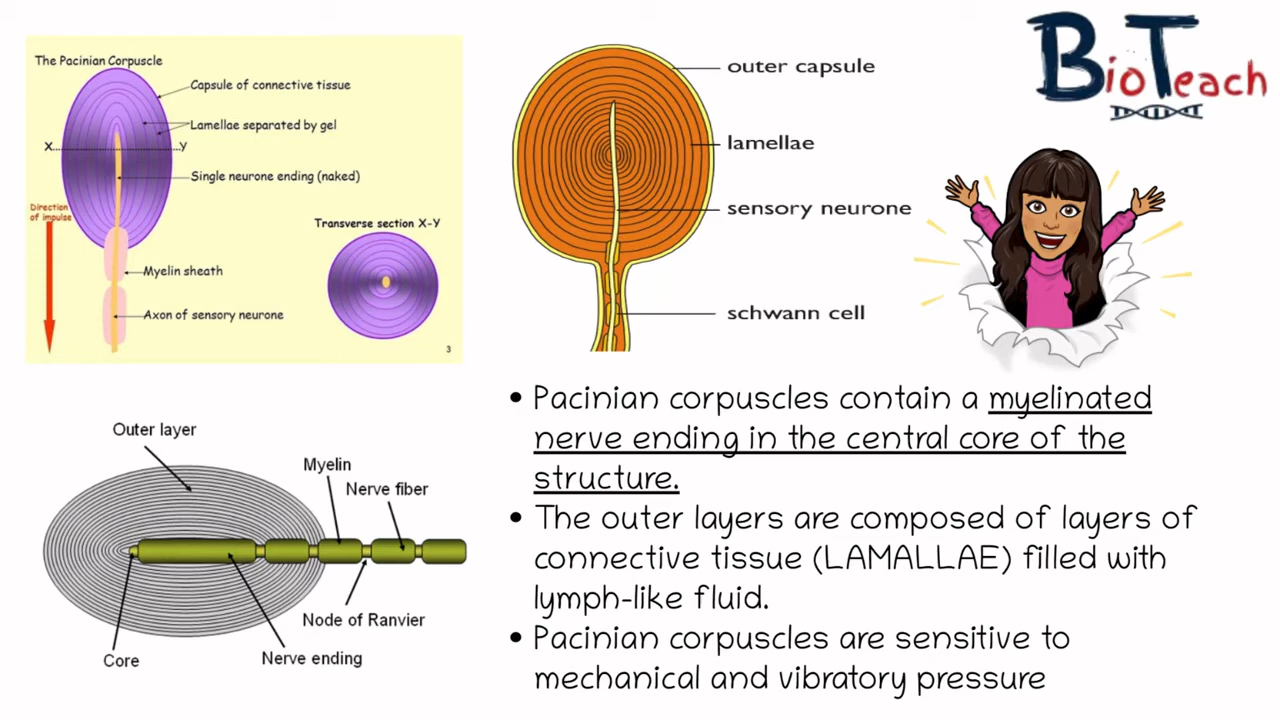 The Pacinian Corpuscle
Capsule of connective tissue
Lamellae separated by gel
X
Y
Single neurone ending (naked)
Direction
of impulse
Transverse section X-Y
Myelin sheath
Axon of sensory neurone
3
outer capsule
lamellae
sensory neurone
schwann cell
BioTeach
Outer layer
Myelin
Nerve fiber
Node of Ranvier
Core
Nerve ending
• Pacinian corpuscles contain a myelinated
nerve ending in the central core of the
structure.
• The outer layers are composed of layers of
connective tissue (LAMALLAE) filled with
lymph-like fluid.
• Pacinian corpuscles are sensitive to
mechanical and vibratory pressure